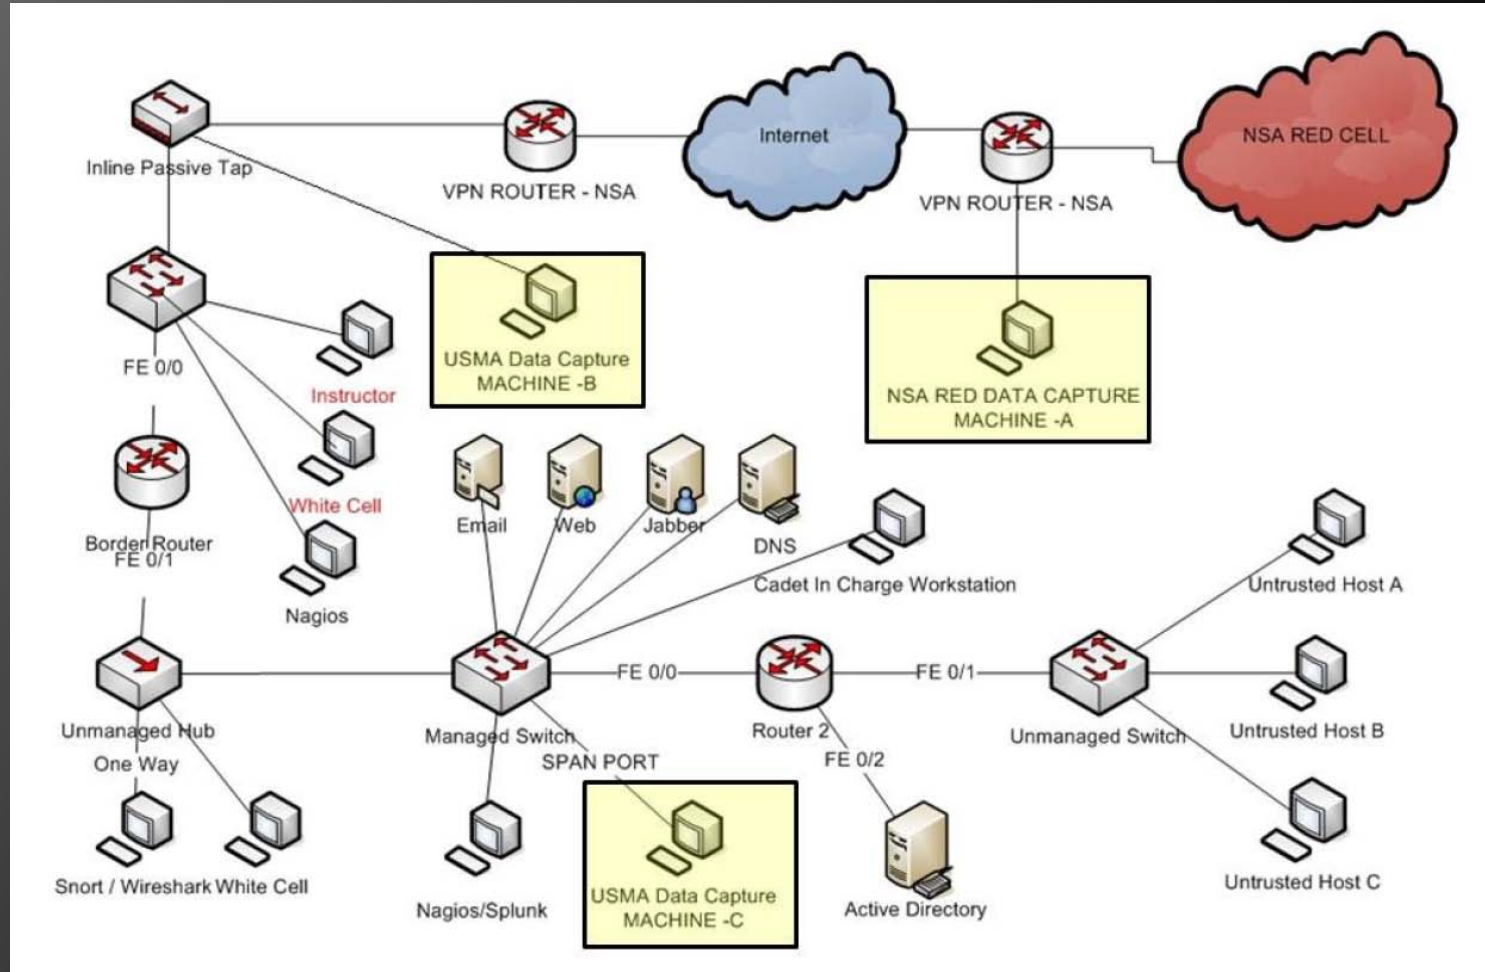 Internet
NSA RED CELL
Inline Passive Tap
VPN ROUTER - NSA
VPN ROUTER - NSA
FE 0/0
USMA Data Capture
MACHINE -B
NSA RED DATA CAPTURE
MACHINE -A
Instructor
White Cell
Border Router
FE 0/1
Nagios
Email
Web
Jabber
DNS
Cadet In Charge Workstation
Untrusted Host A
Unmanaged Hub
One Way
Managed Switch
FE 0/0
Router 2
FE 0/1
Unmanaged Switch
Untrusted Host B
SPAN PORT
FE 0/2
Snort / Wireshark
White Cell
Nagios/Splunk
USMA Data Capture
MACHINE -C
Active Directory
Untrusted Host C